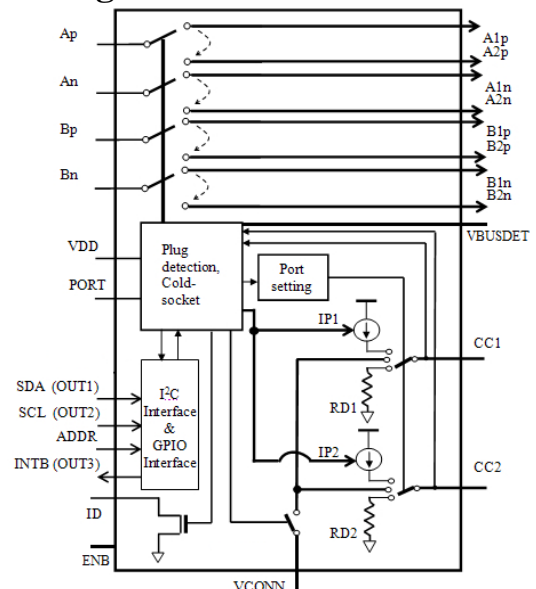 Ap
A1p
A2p
An
A1n
A2n
Bp
B1p
B2p
Bn
B1n
B2n
VBUSDET
VDD
Plug
detection,
Cold-
socket
Port
setting
PORT
IP1
CC1
SDA (OUT1)
I²C
Interface
&
GPIO
Interface
RD1
SCL (OUT2)
ADDR
INTB (OUT3)
IP2
CC2
ID
RD2
ENB
VCONN